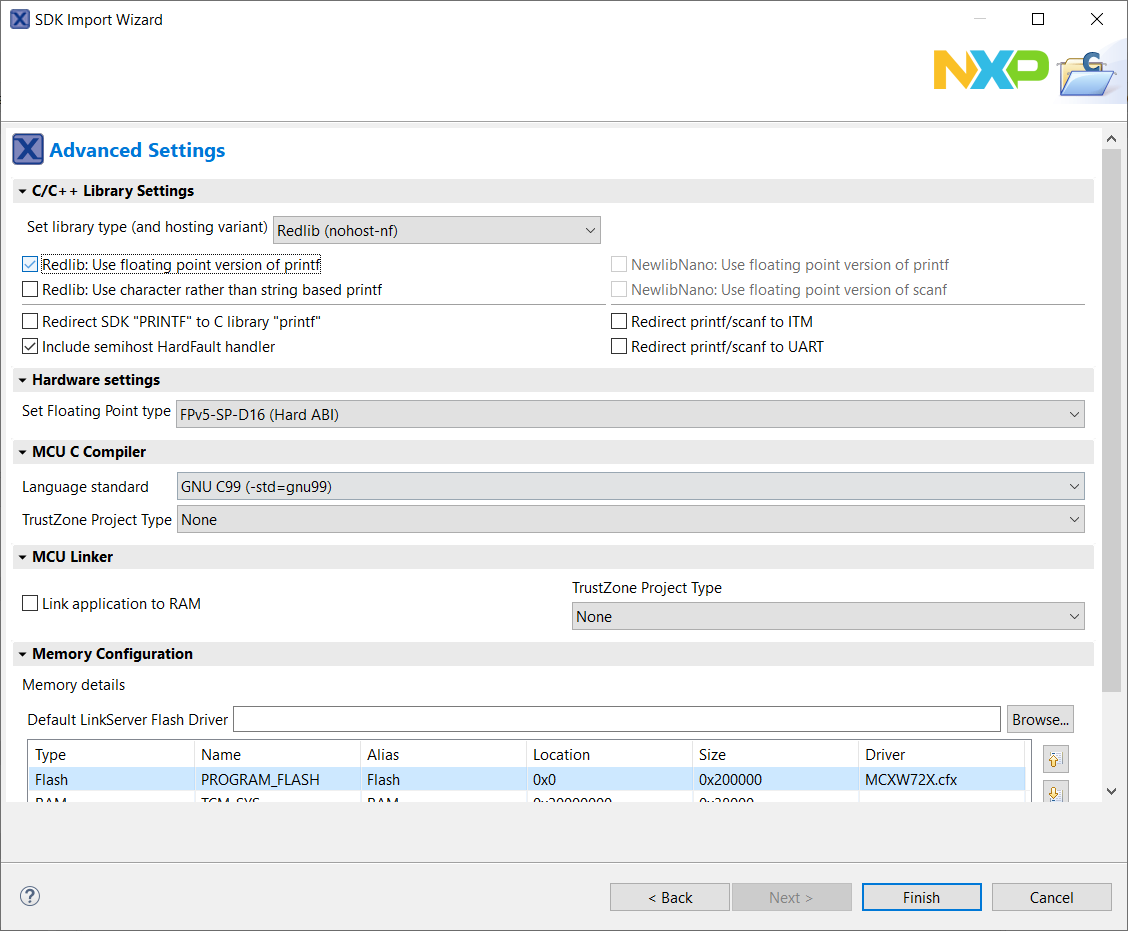 SDK Import Wizard
NXP
Advanced Settings
C/C++ Library Settings
Set library type (and hosting variant) Redlib (nohost-nf)
Redlib: Use floating point version of printf NewlibNano: Use floating point version of printf
Redlib: Use character rather than string based printf NewlibNano: Use floating point version of scanf
Redirect SDK "PRINTF" to C library "printf" Redirect printf/scanf to ITM
Include semihost HardFault handler Redirect printf/scanf to UART
Hardware settings
Set Floating Point type FPv5-SP-D16 (Hard ABI)
MCU C Compiler
Language standard GNU C99 (-std=gnu99)
TrustZone Project Type None
MCU Linker
TrustZone Project Type
Link application to RAM
None
Memory Configuration
Memory details
Default LinkServer Flash Driver Browse...
Type Name Alias Location Size Driver
Flash PROGRAM_FLASH Flash 0x0 0x200000 MCXW72X.cfx
RAM RAM
< Back Next > Finish Cancel